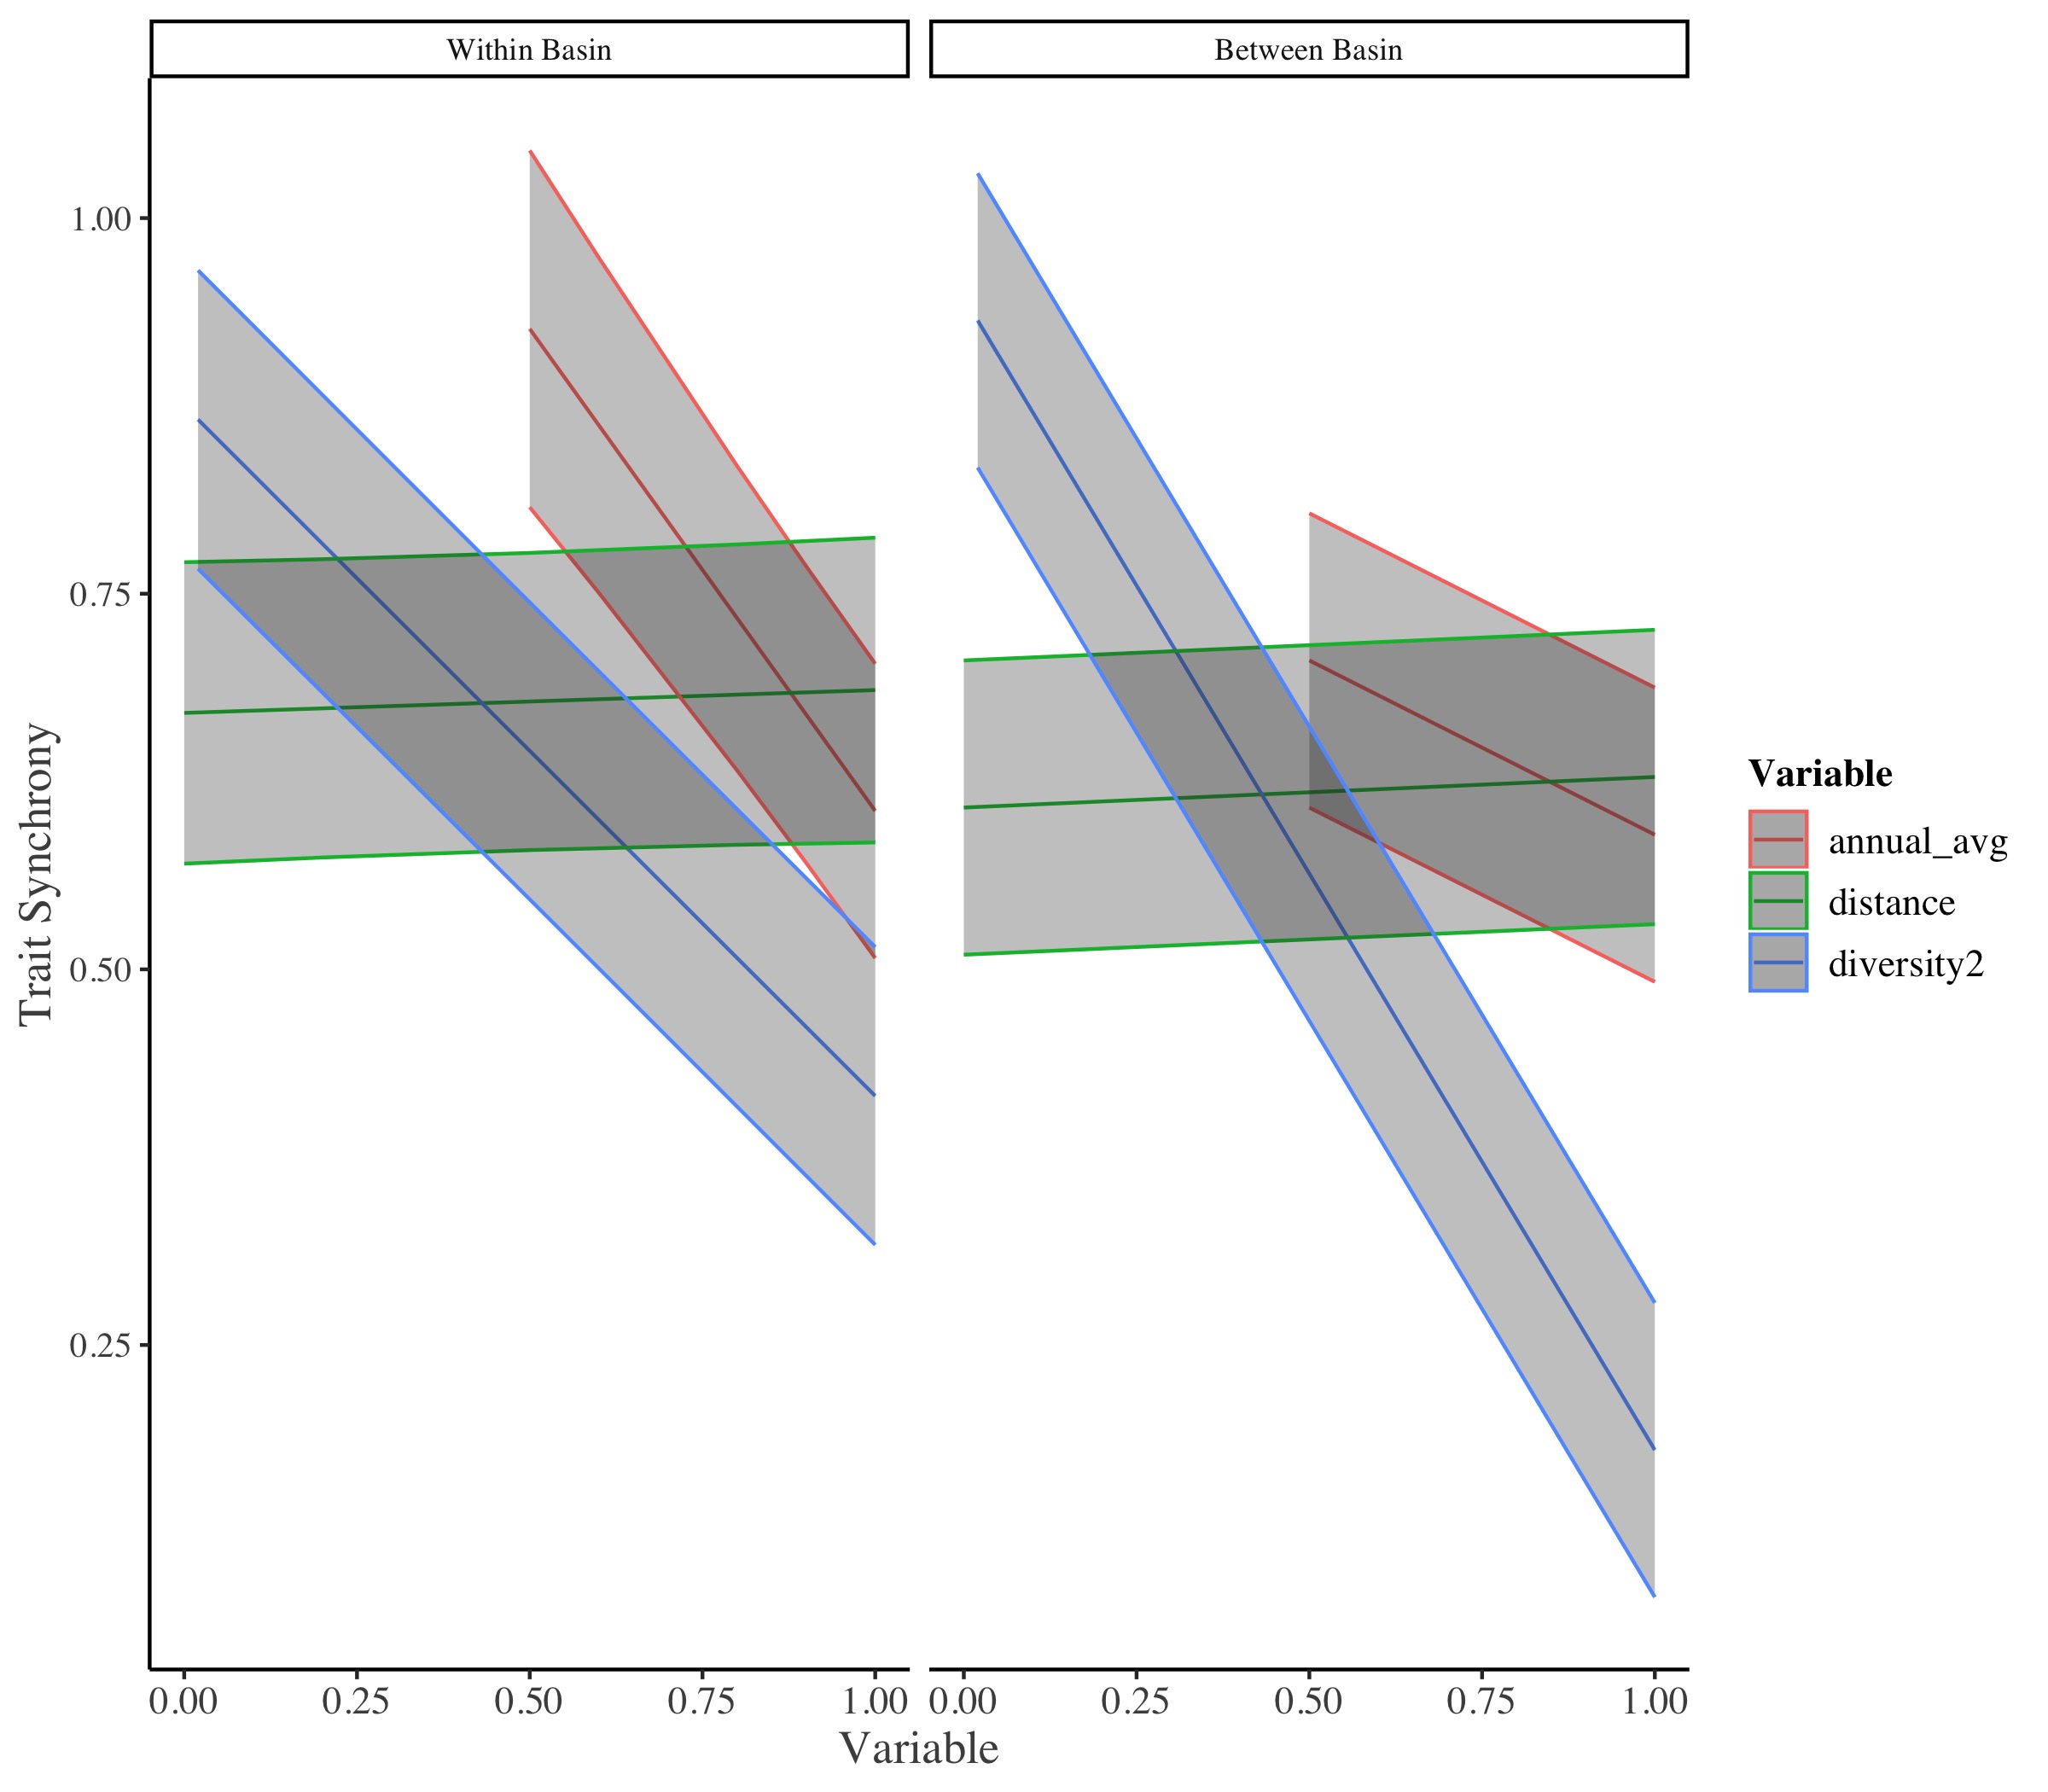 Within Basin
Between Basin
Trait Synchrony
1.00
0.75
0.50
0.25
0.00 0.25 0.50 0.75 1.00
0.00 0.25 0.50 0.75 1.00
Variable
Variable
annual_avg
distance
diversity2